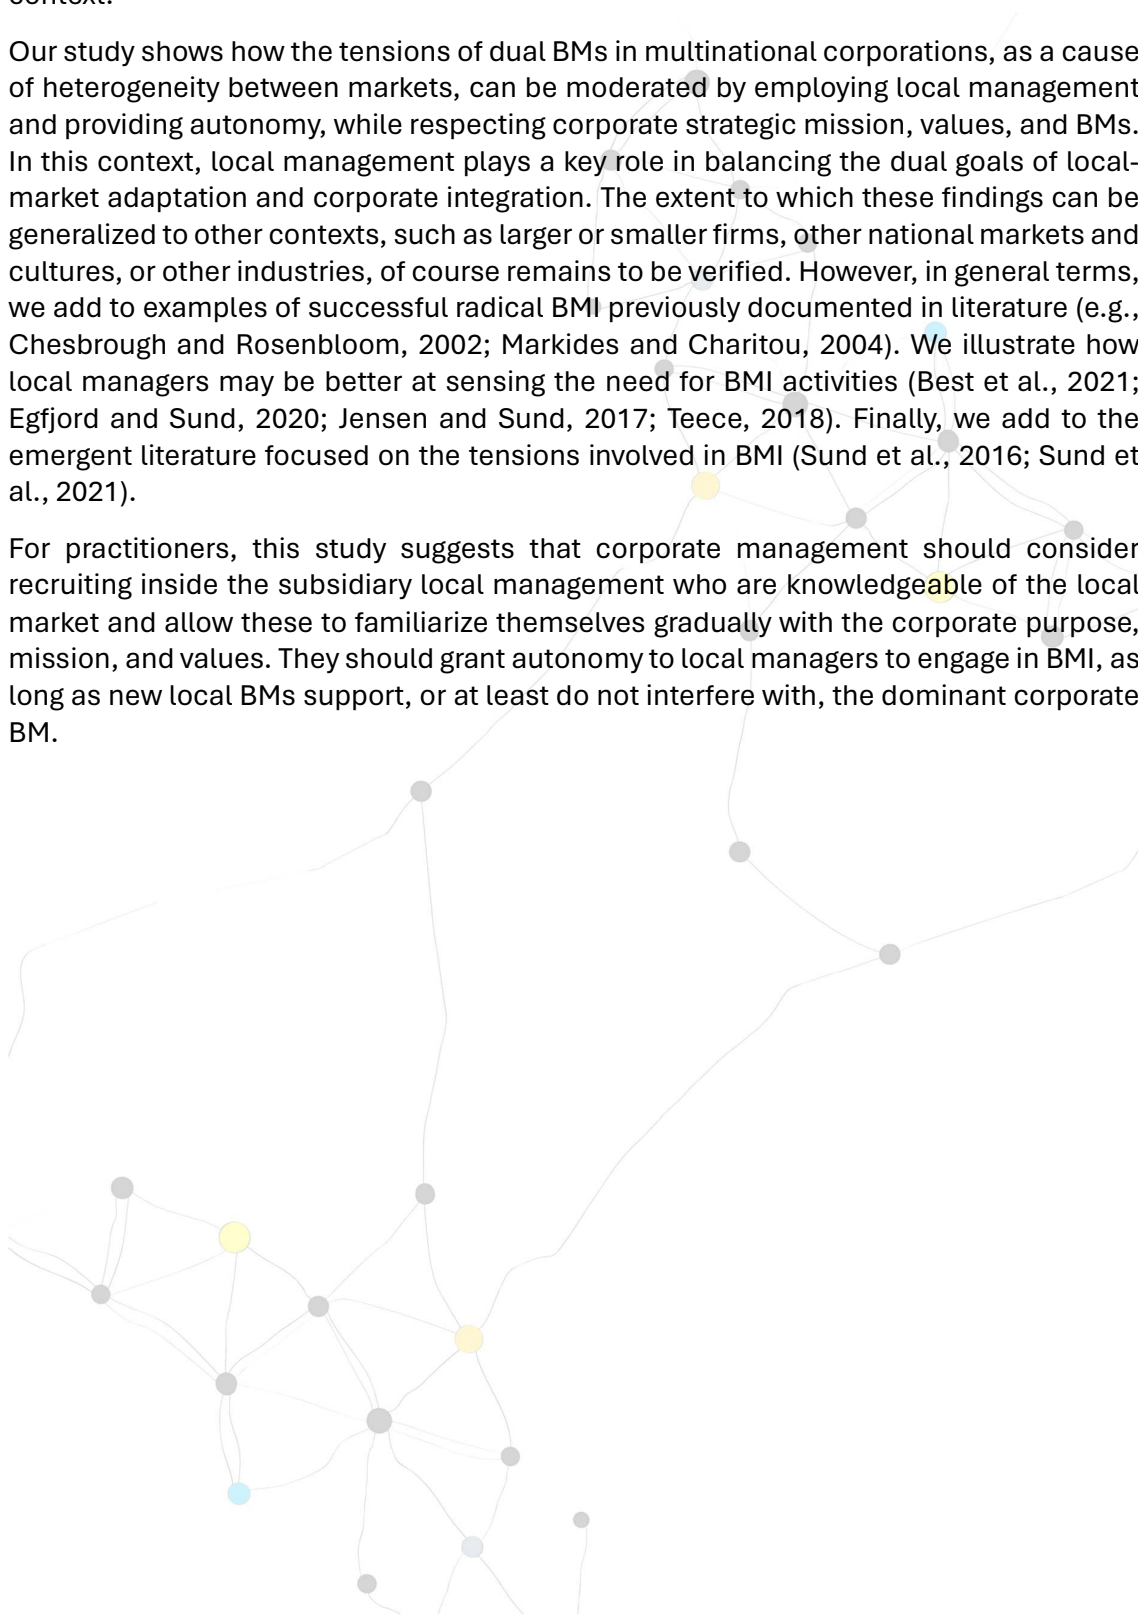 context.
Our study shows how the tensions of dual BMs in multinational corporations, as a cause
of heterogeneity between markets, can be moderated by employing local management
and providing autonomy, while respecting corporate strategic mission, values, and BMs.
In this context, local management plays a key role in balancing the dual goals of local-
market adaptation and corporate integration. The extent to which these findings can be
generalized to other contexts, such as larger or smaller firms, other national markets and
cultures, or other industries, of course remains to be verified. However, in general terms,
we add to examples of successful radical BMI previously documented in literature (e.g.,
Chesbrough and Rosenbloom, 2002; Markides and Charitou, 2004). We illustrate how
local managers may be better at sensing the need for BMI activities (Best et al., 2021;
Egfjord and Sund, 2020; Jensen and Sund, 2017; Teece, 2018). Finally, we add to the
emergent literature focused on the tensions involved in BMI (Sund et al., 2016; Sund et
al., 2021).
For practitioners, this study suggests that corporate management should consider
recruiting inside the subsidiary local management who are knowledgeable of the local
market and allow these to familiarize themselves gradually with the corporate purpose,
mission, and values. They should grant autonomy to local managers to engage in BMI, as
long as new local BMs support, or at least do not interfere with, the dominant corporate
BM.